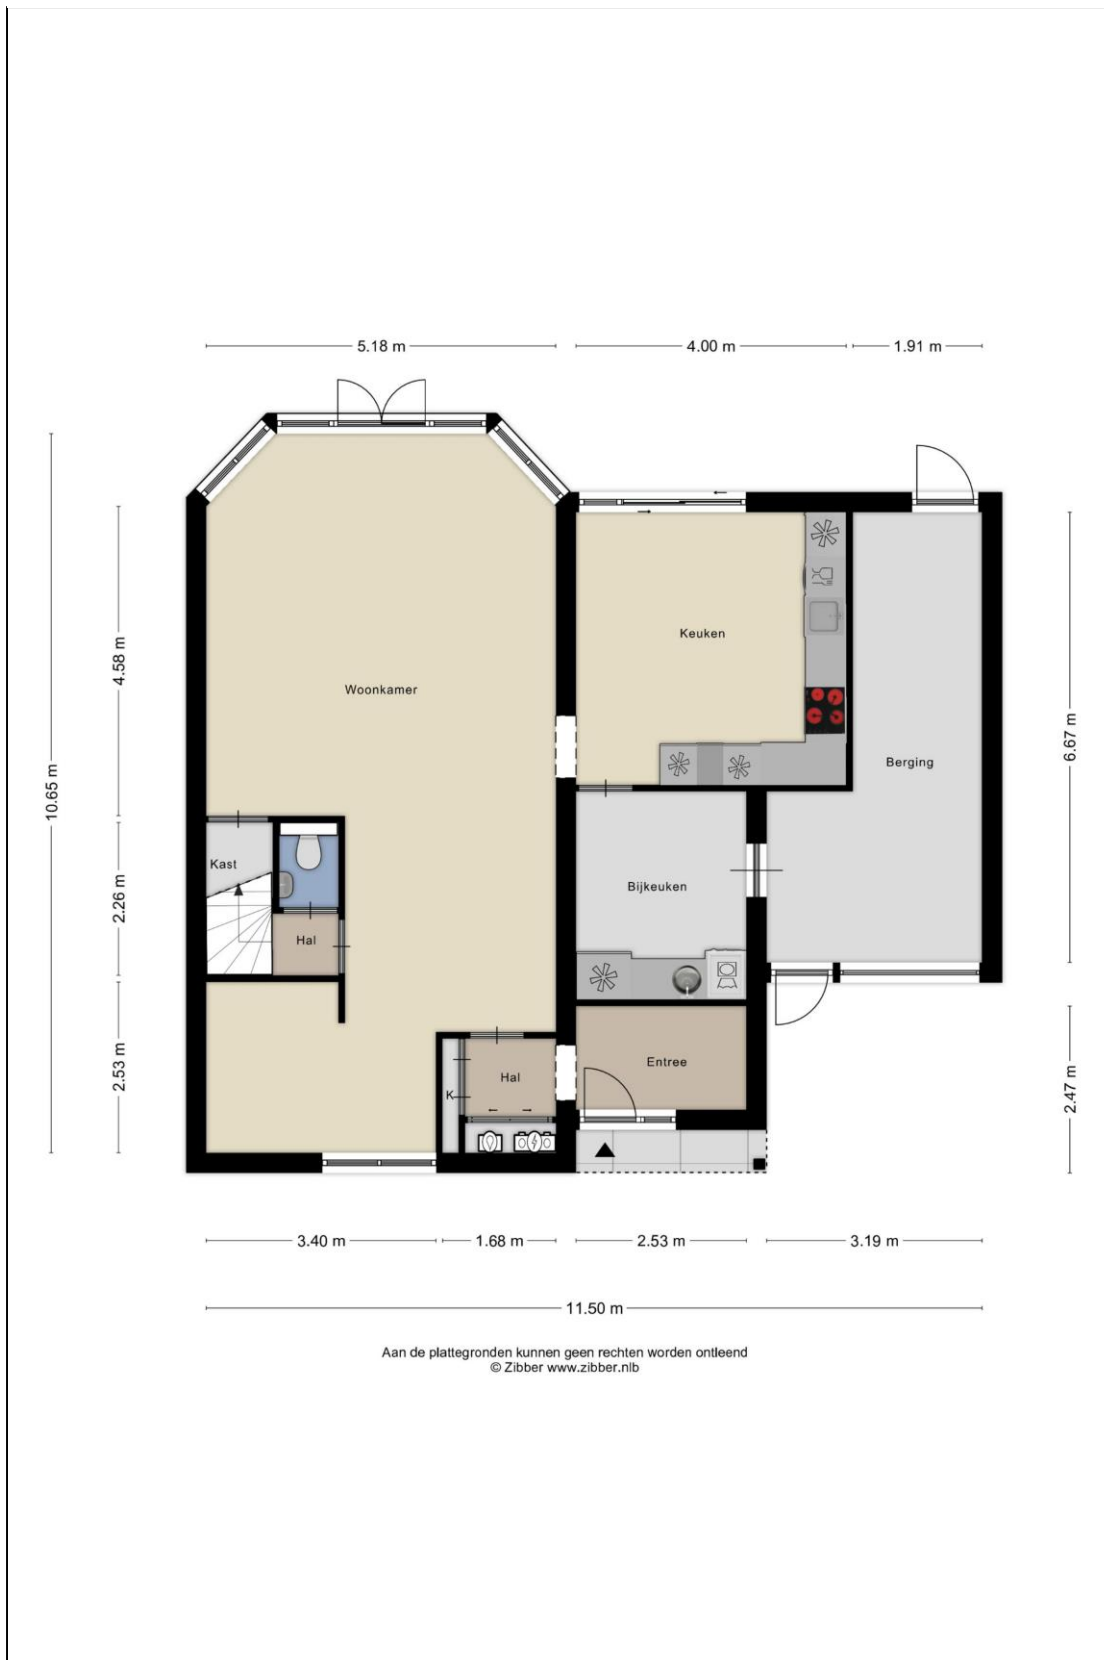 5.18 m
4.00 m
1.91 m
10.65 m
4.58 m
2.26 m
2.53 m
6.67 m
2.47 m
Keuken
Woonkamer
Berging
Kast
Bijkeuken
Hal
Entree
Hal
K
3.40 m
1.68 m
2.53 m
3.19 m
11.50 m
Aan de plattegronden kunnen geen rechten worden ontleend
© Zibber www.zibber.nlb